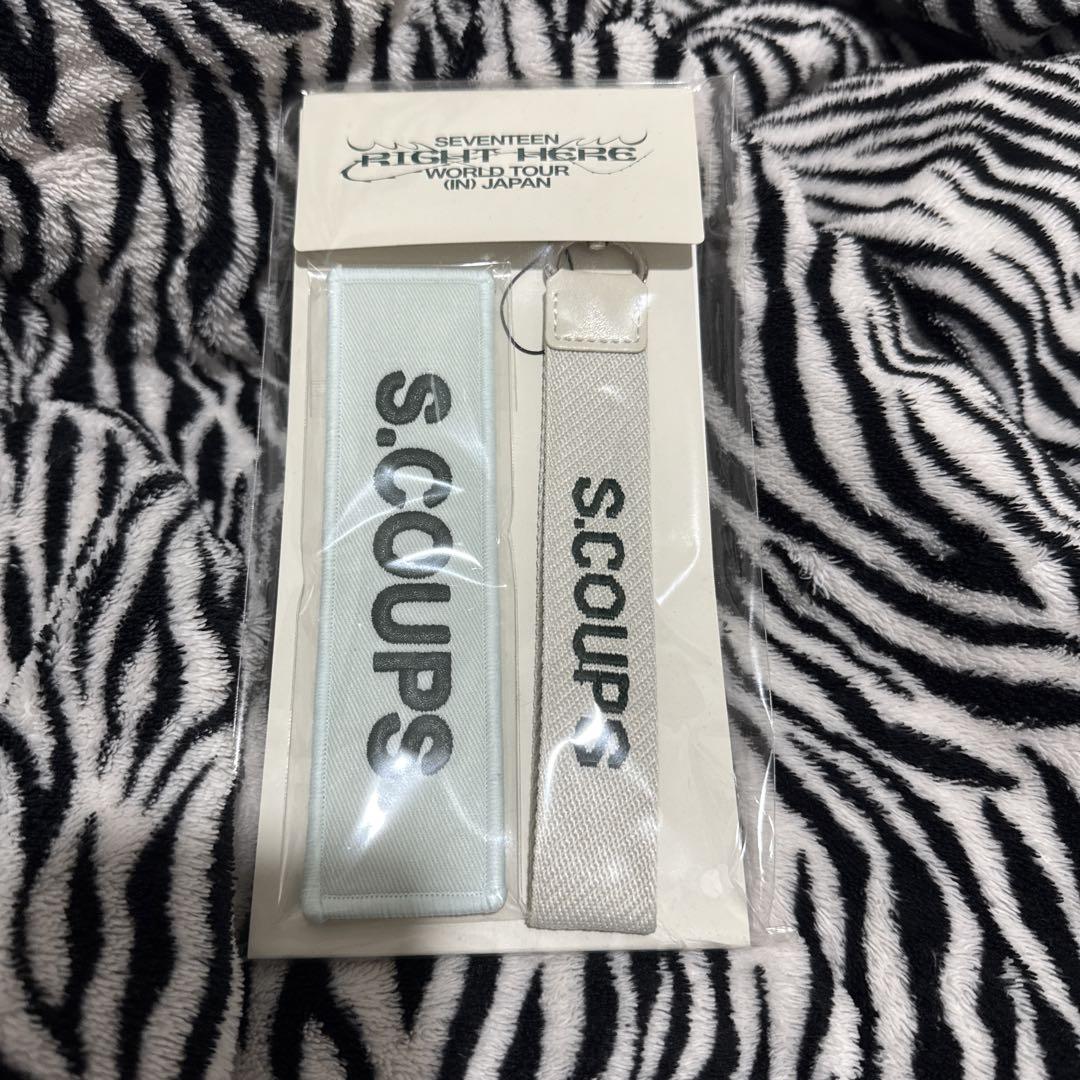 SEVENTEEN
RIGHT HERE
WORLD TOUR
(IN) JAPAN
S.COUPS
S.COUPS